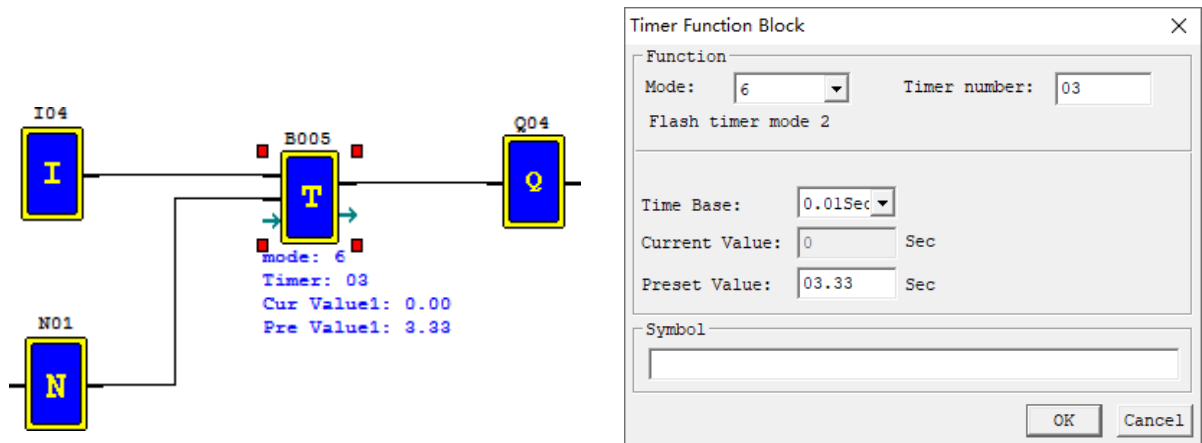 I04
I
B005
T
Q04
Q
mode: 6
Timer: 03
Cur Value1: 0.00
Pre Value1: 3.33
N01
N
Timer Function Block
Function
Mode: 6 Timer number: 03
Flash timer mode 2
Time Base: 0.01Sec
Current Value: 0 Sec
Preset Value: 03.33 Sec
Symbol
OK Cancel